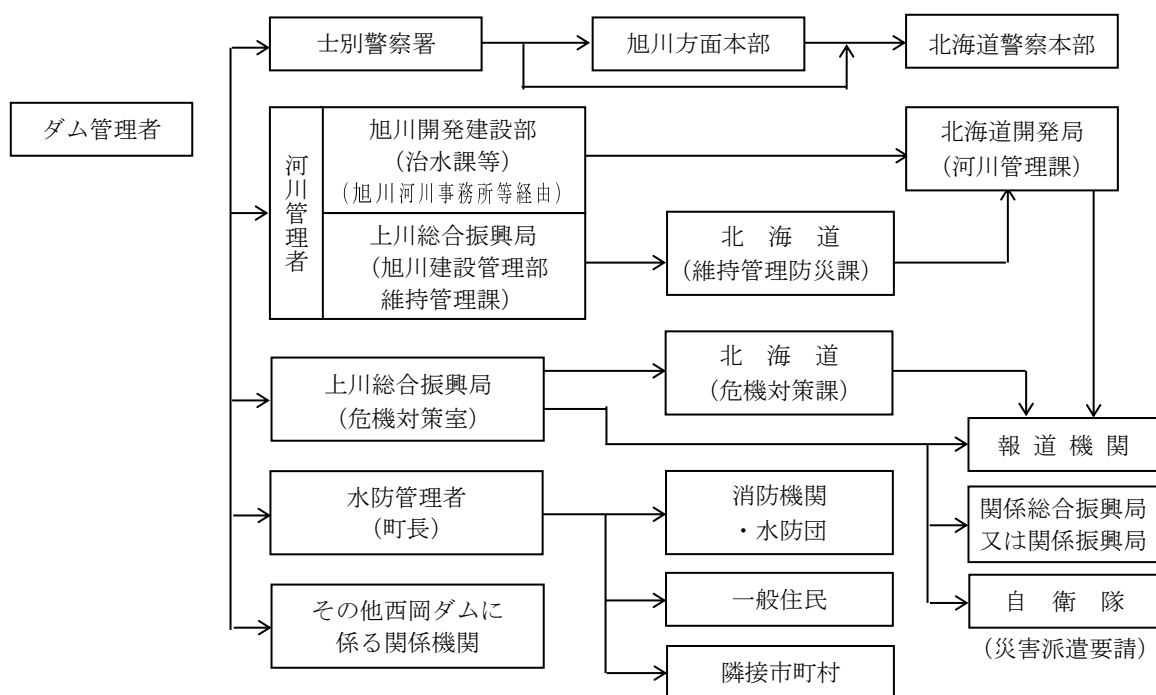 士別警察署
旭川方面本部
北海道警察本部
ダム管理者
河川管理者
旭川開発建設部
（治水課等）
（旭川河川事務所等経由）
北海道開発局
（河川管理課）
上川総合振興局
（旭川建設管理部
維持管理課）
北　海　道
（維持管理防災課）
上川総合振興局
（危機対策室）
北　海　道
（危機対策課）
報 道 機 関
水防管理者
（町長）
消防機関
・水防団
関係総合振興局
又は関係振興局
一般住民
自　衛　隊
（災害派遣要請）
その他西岡ダムに
係る関係機関
隣接市町村